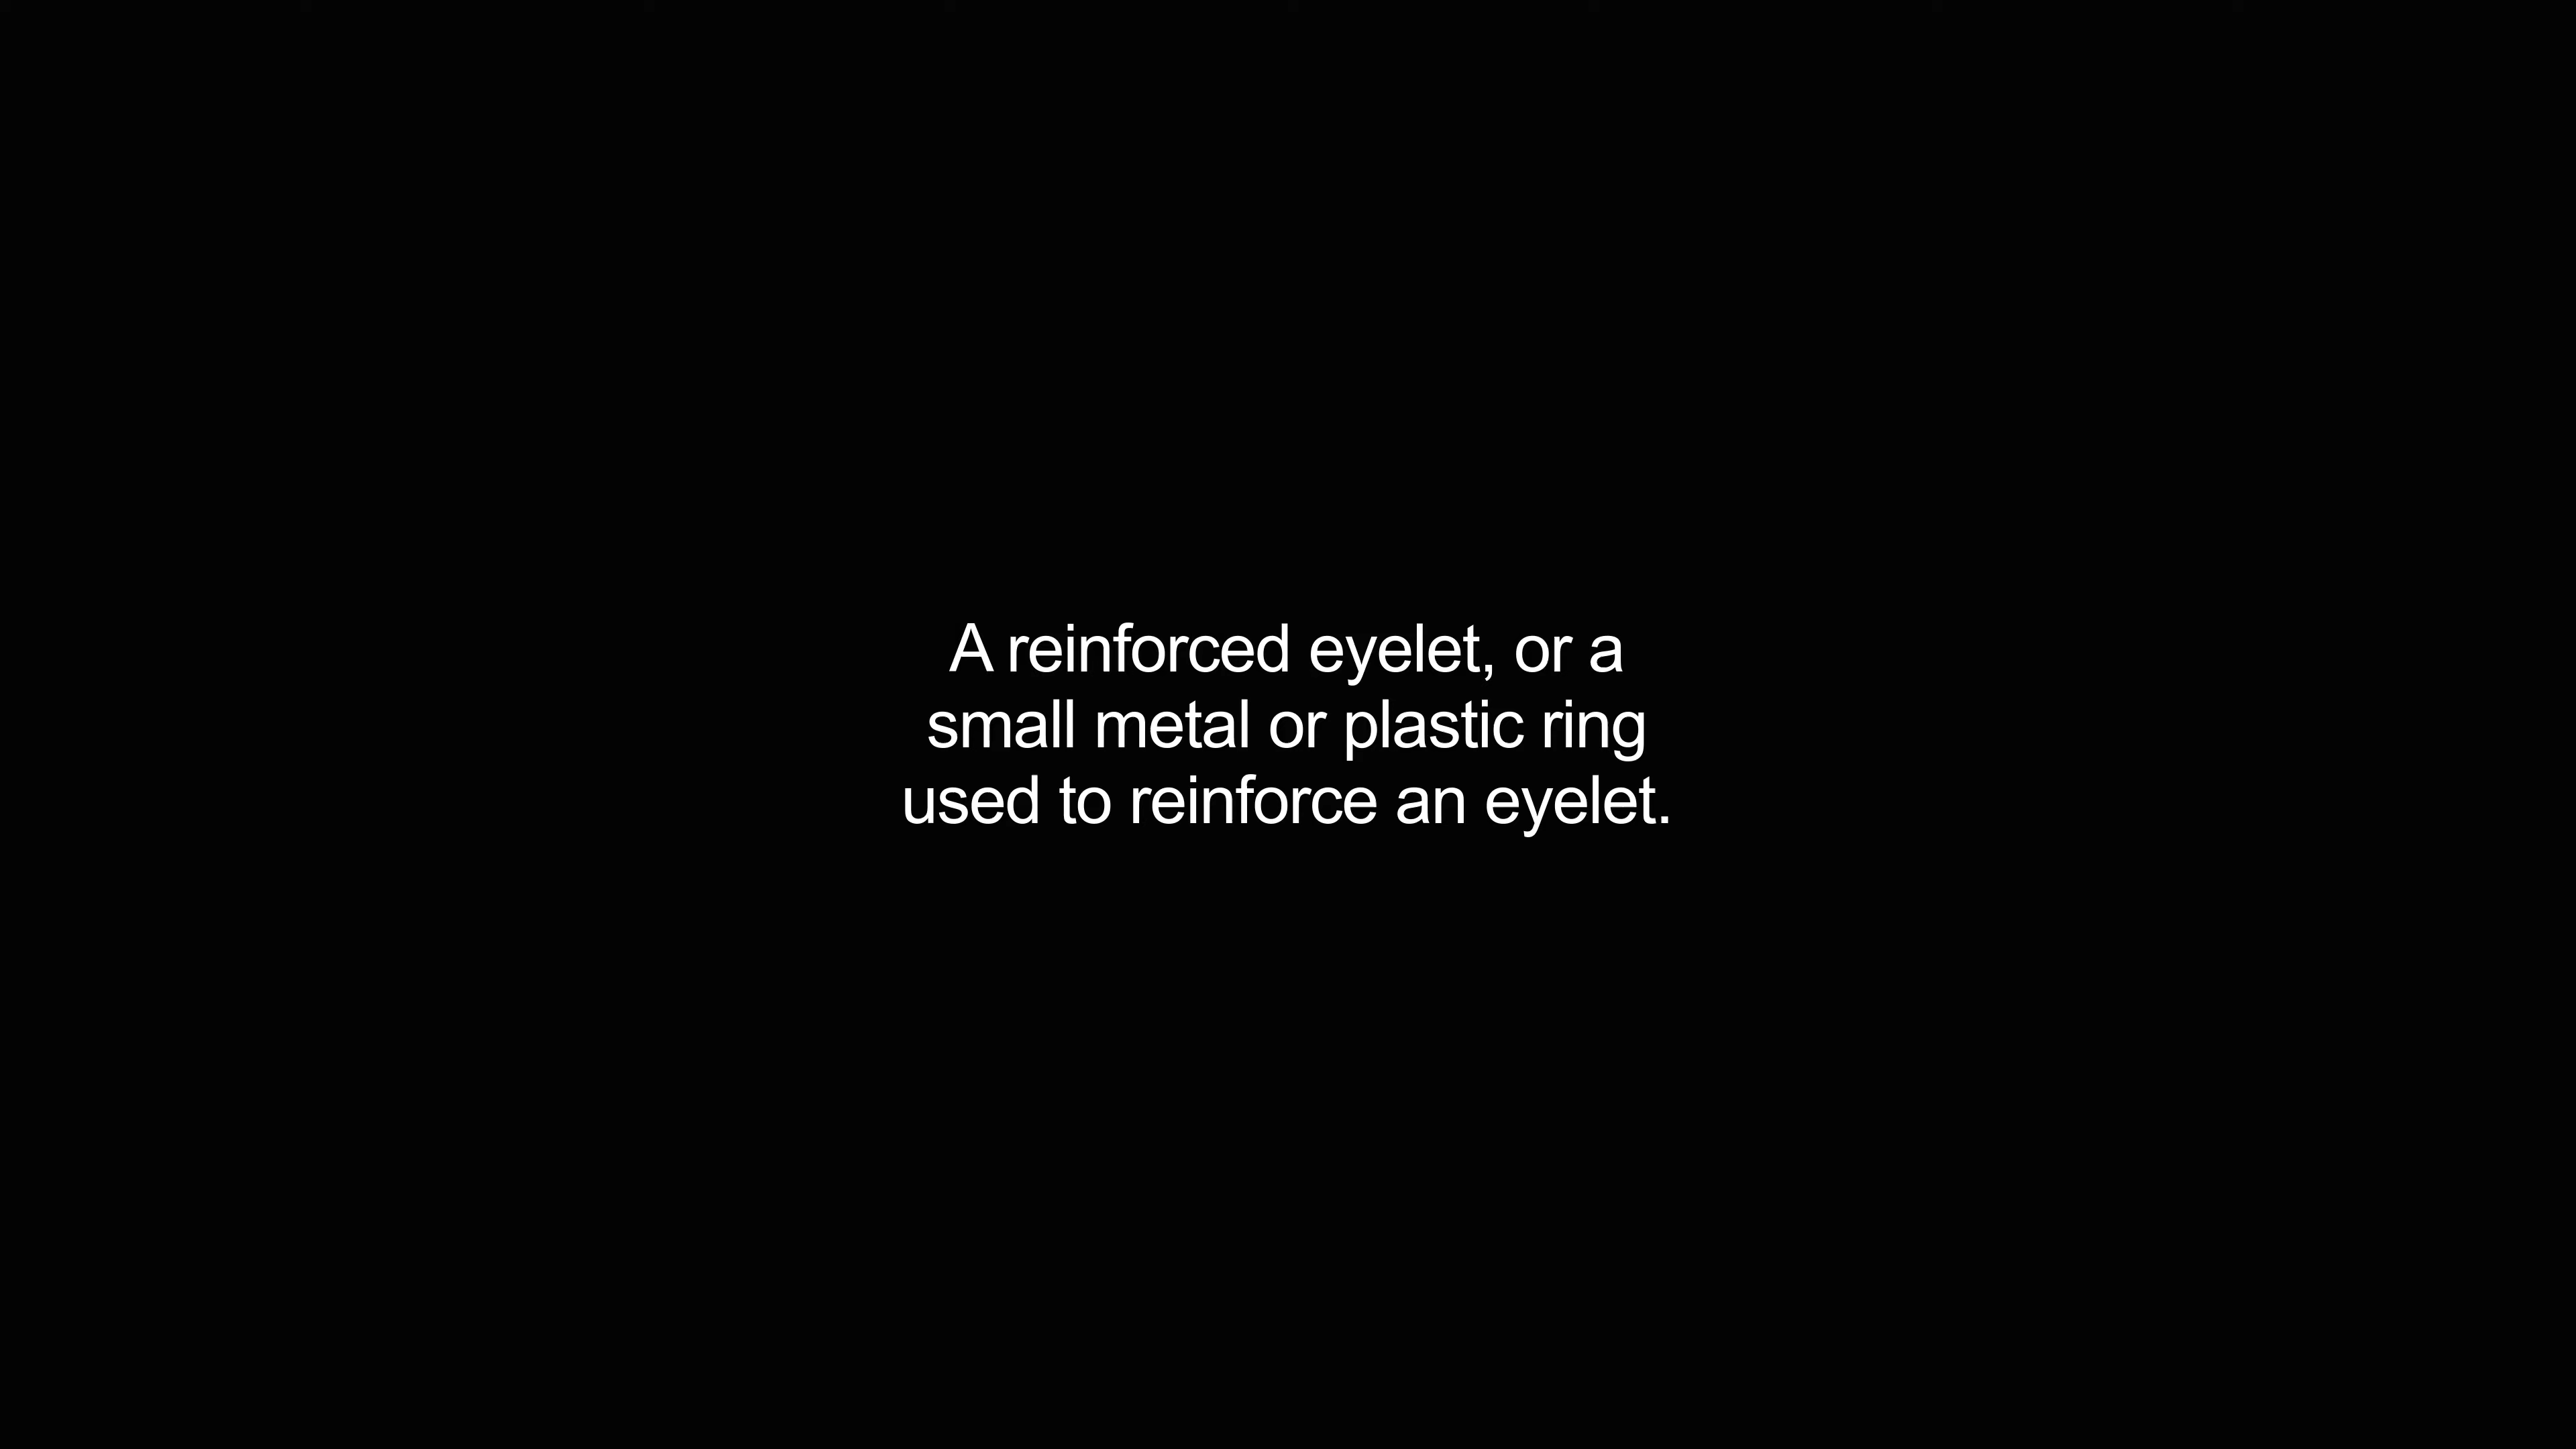 A reinforced eyelet, or a
small metal or plastic ring
used to reinforce an eyelet.